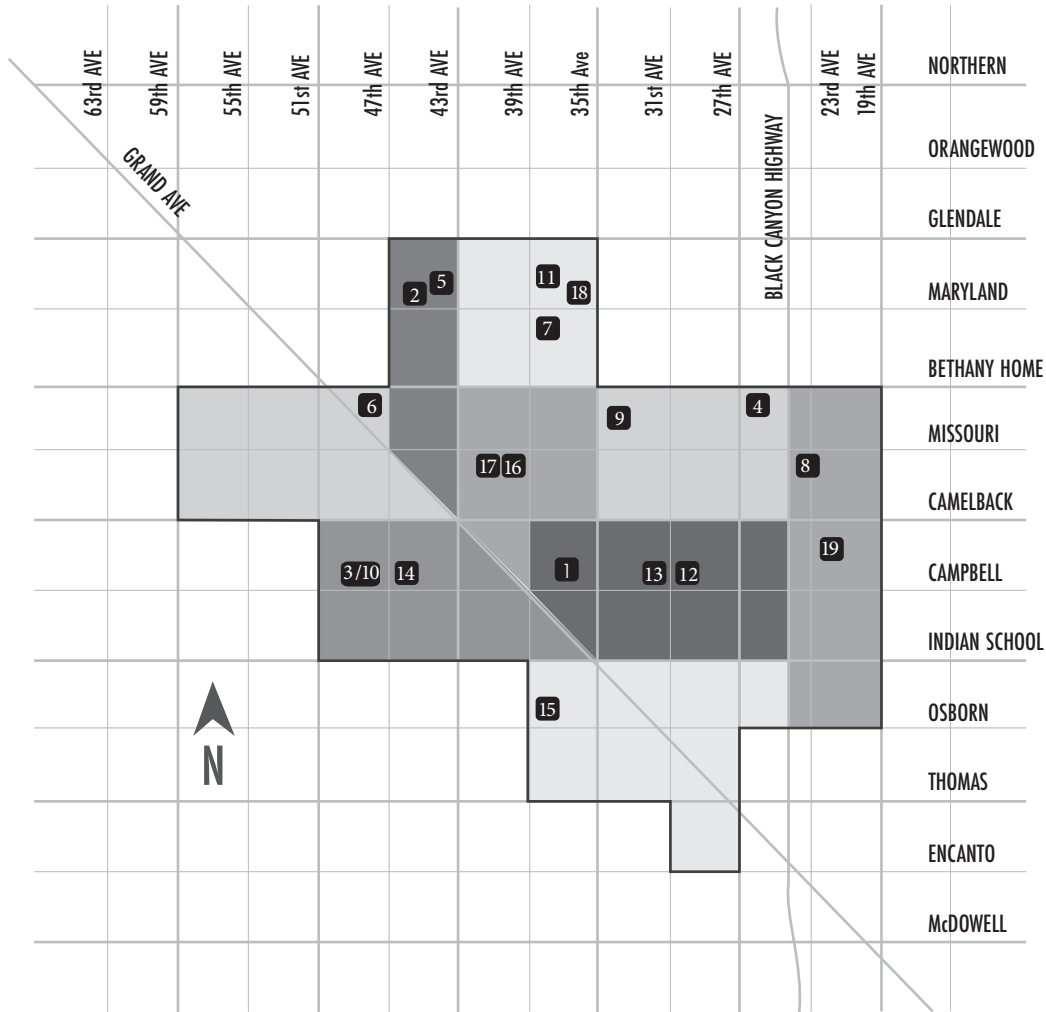 63rd AVE
59th AVE
55th AVE
51st AVE
47th AVE
43rd AVE
39th AVE
35th Ave
31st AVE
27th AVE
BLACK CANYON HIGHWAY
23rd AVE
19th AVE
NORTHERN
GRAND AVE
ORANGEWOOD
GLENDALE
11
5
2
18
MARYLAND
7
BETHANY HOME
6
9
4
MISSOURI
17
16
8
CAMELBACK
19
3/10
14
1
13
12
CAMPBELL
INDIAN SCHOOL
15
OSBORN
N
THOMAS
ENCANTO
McDOWELL